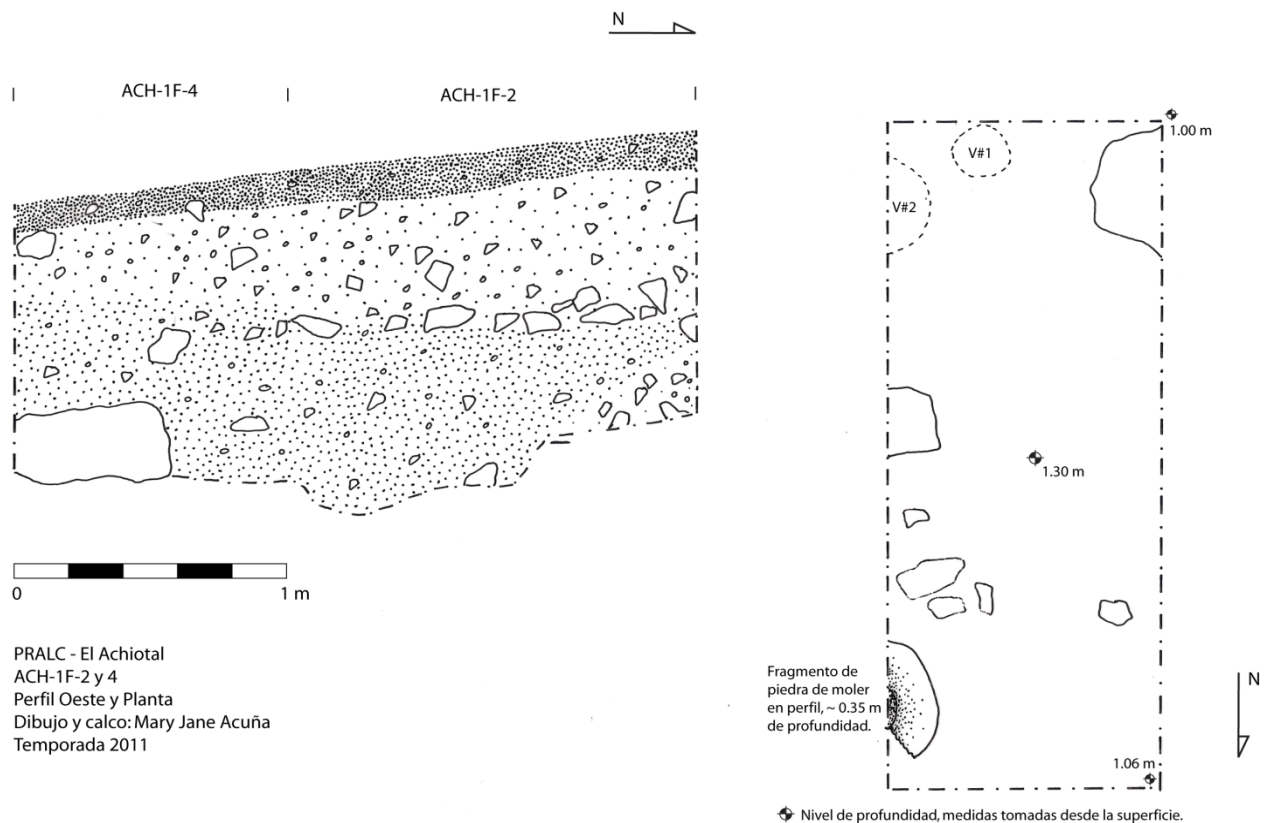 N
ACH-1F-4
ACH-1F-2
0
1 m
PRALC - El Achiotal
ACH-1F-2 y 4
Perfil Oeste y Planta
Dibujo y calco: Mary Jane Acuña
Temporada 2011
1.00 m
V#1
V#2
1.30 m
Fragmento de
piedra de moler
en perfil, ~ 0.35 m
de profundidad.
N
1.06 m
Nivel de profundidad, medidas tomadas desde la superficie.